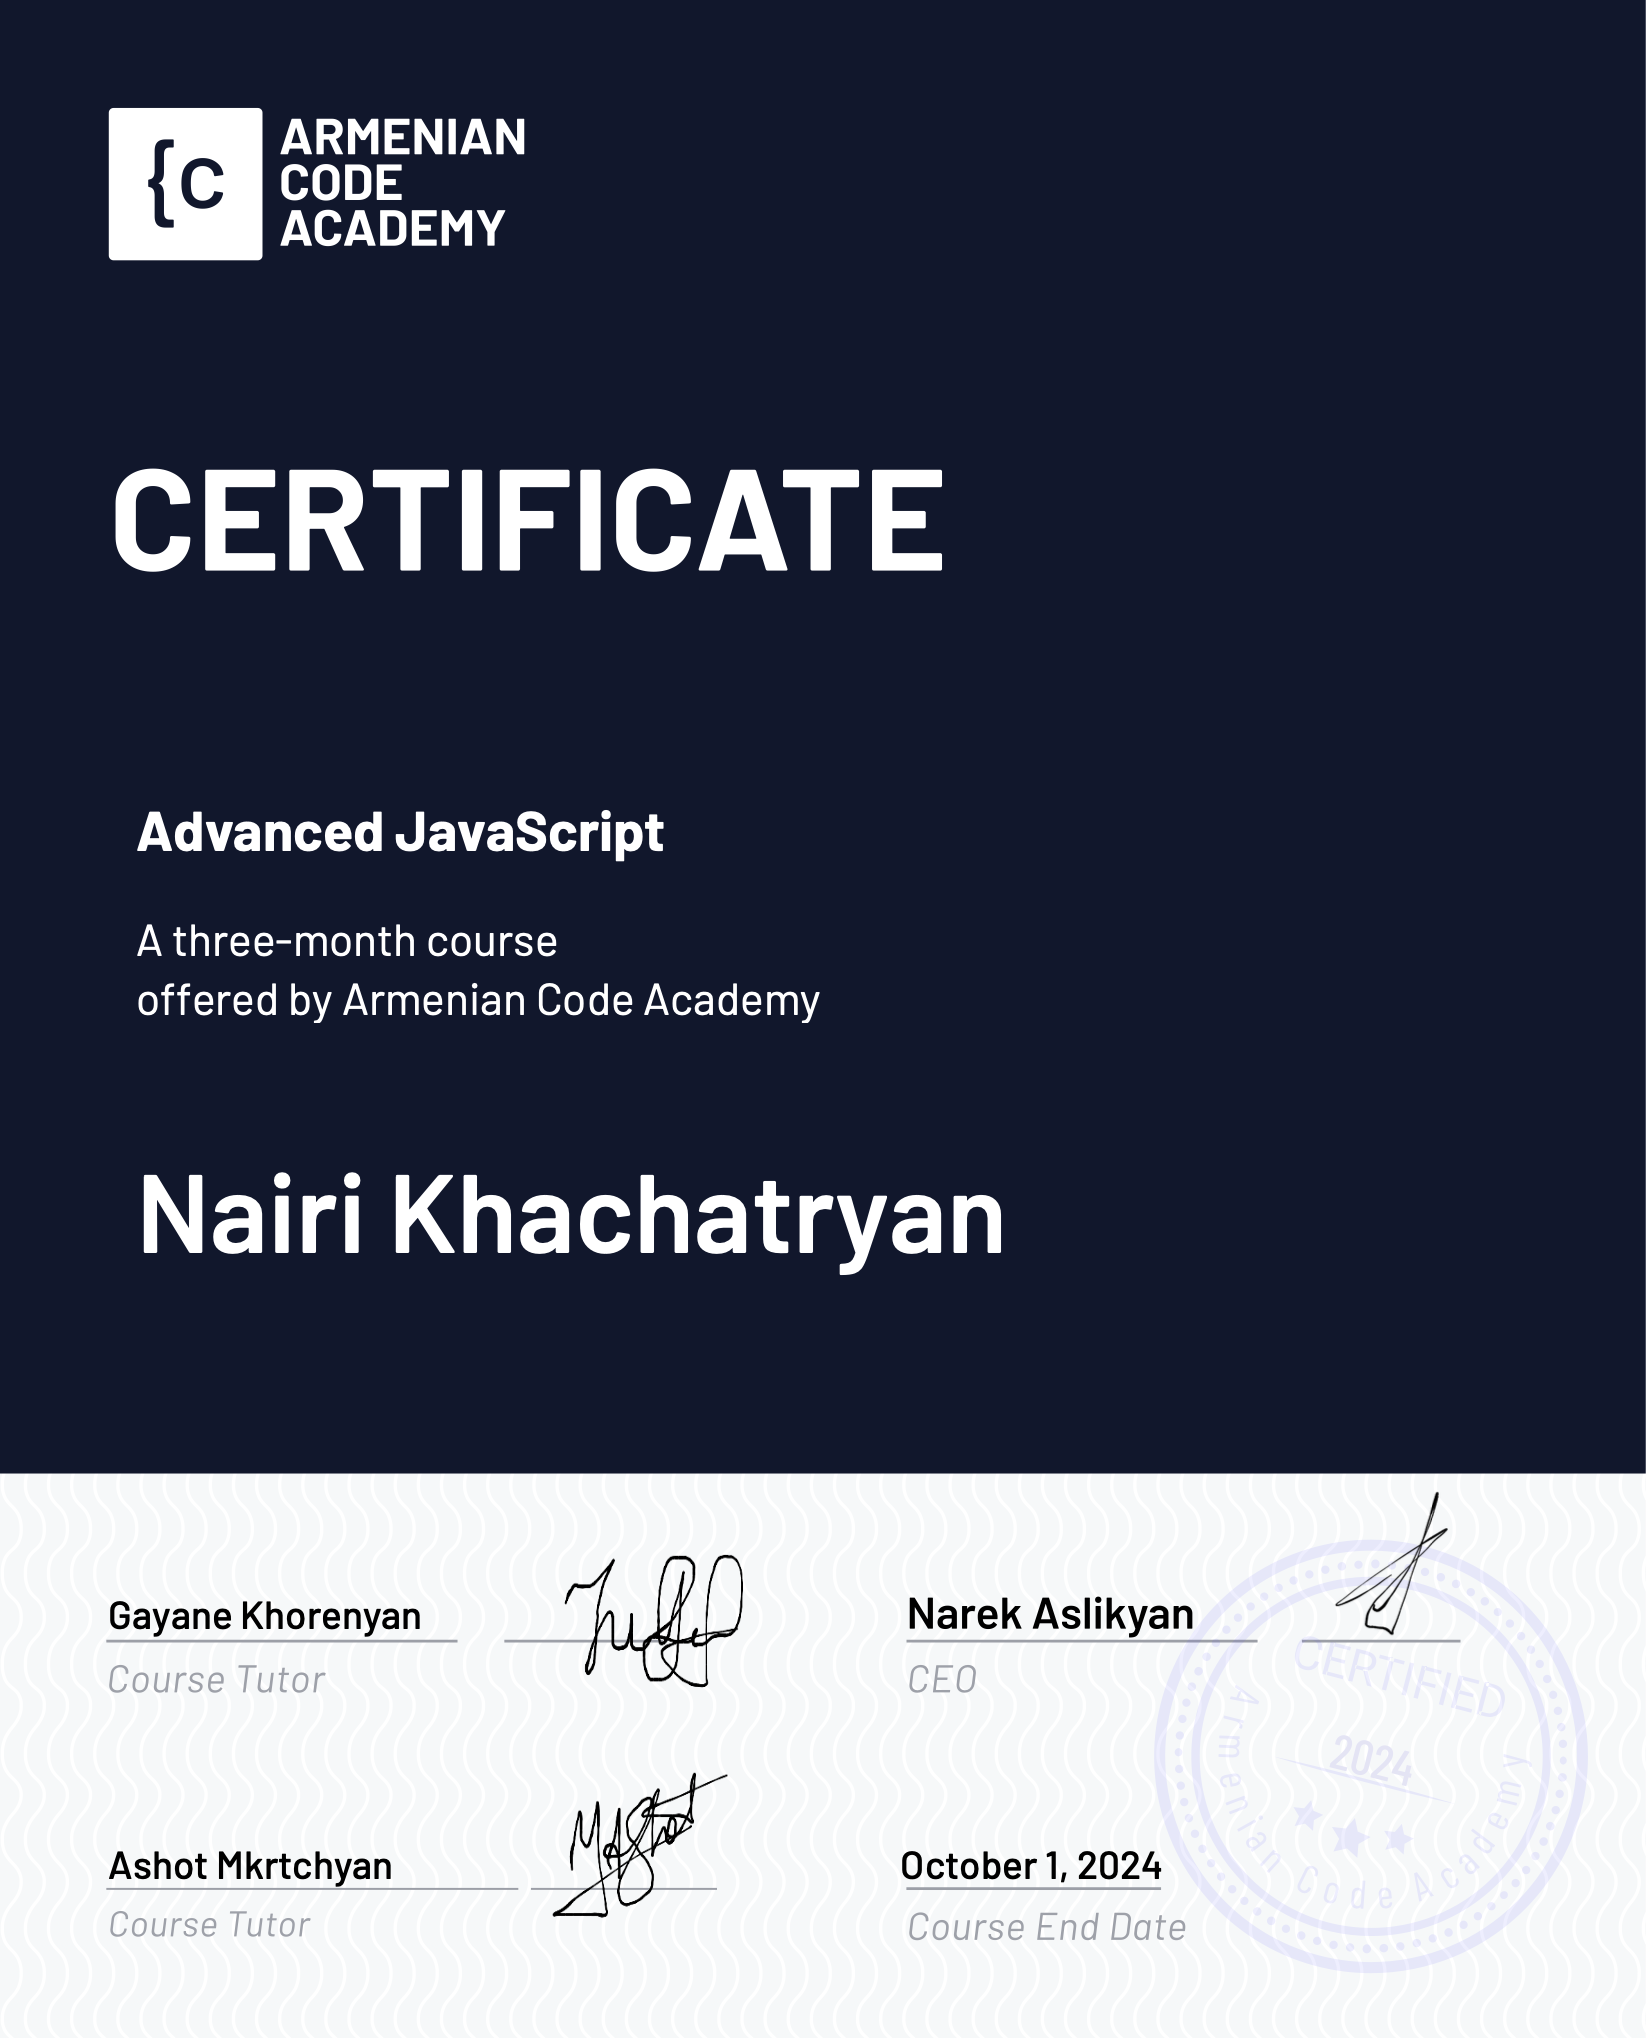 {c
ARMENIAN
CODE
ACADEMY
CERTIFICATE
Advanced JavaScript
A three-month course
offered by Armenian Code Academy
Nairi Khachatryan
Gayane Khorenyan
Course Tutor
Narek Aslikyan
CEO
Ashot Mkrtchyan
Course Tutor
October 1, 2024
Course End Date
CERTIFIED
2024
Armenian Code Academy